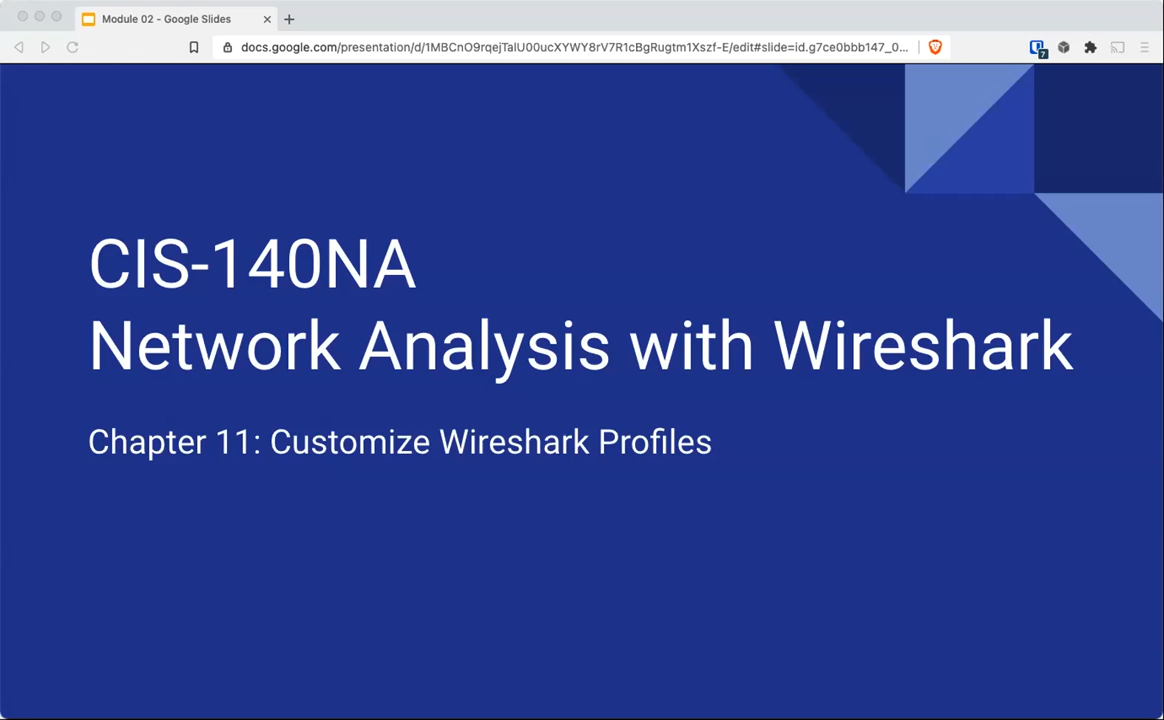 Module 02 - Google Slides
docs.google.com/presentation/d/1MBCnO9rqejTalU00ucXYWY8rV7R1cBgRugtm1Xszf-E/edit#slide=id.g7ce0bbb147_0...
7
CIS-140NA
Network Analysis with Wireshark
Chapter 11: Customize Wireshark Profiles